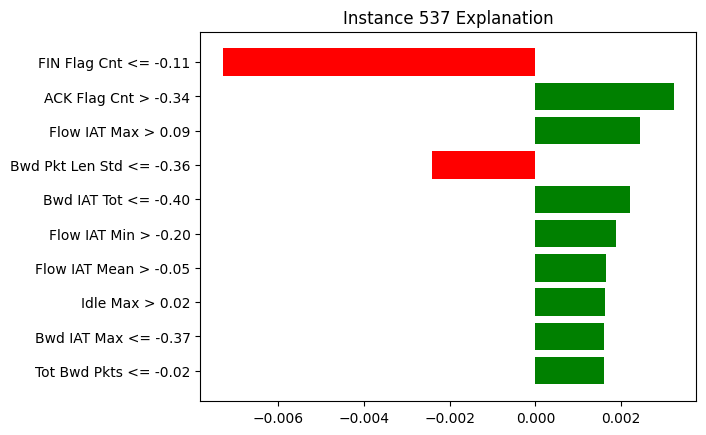 Instance 537 Explanation
FIN Flag Cnt <= -0.11
ACK Flag Cnt > -0.34
Flow IAT Max > 0.09
Bwd Pkt Len Std <= -0.36
Bwd IAT Tot <= -0.40
Flow IAT Min > -0.20
Flow IAT Mean > -0.05
Idle Max > 0.02
Bwd IAT Max <= -0.37
Tot Bwd Pkts <= -0.02
−0.006 −0.004 −0.002 0.000 0.002